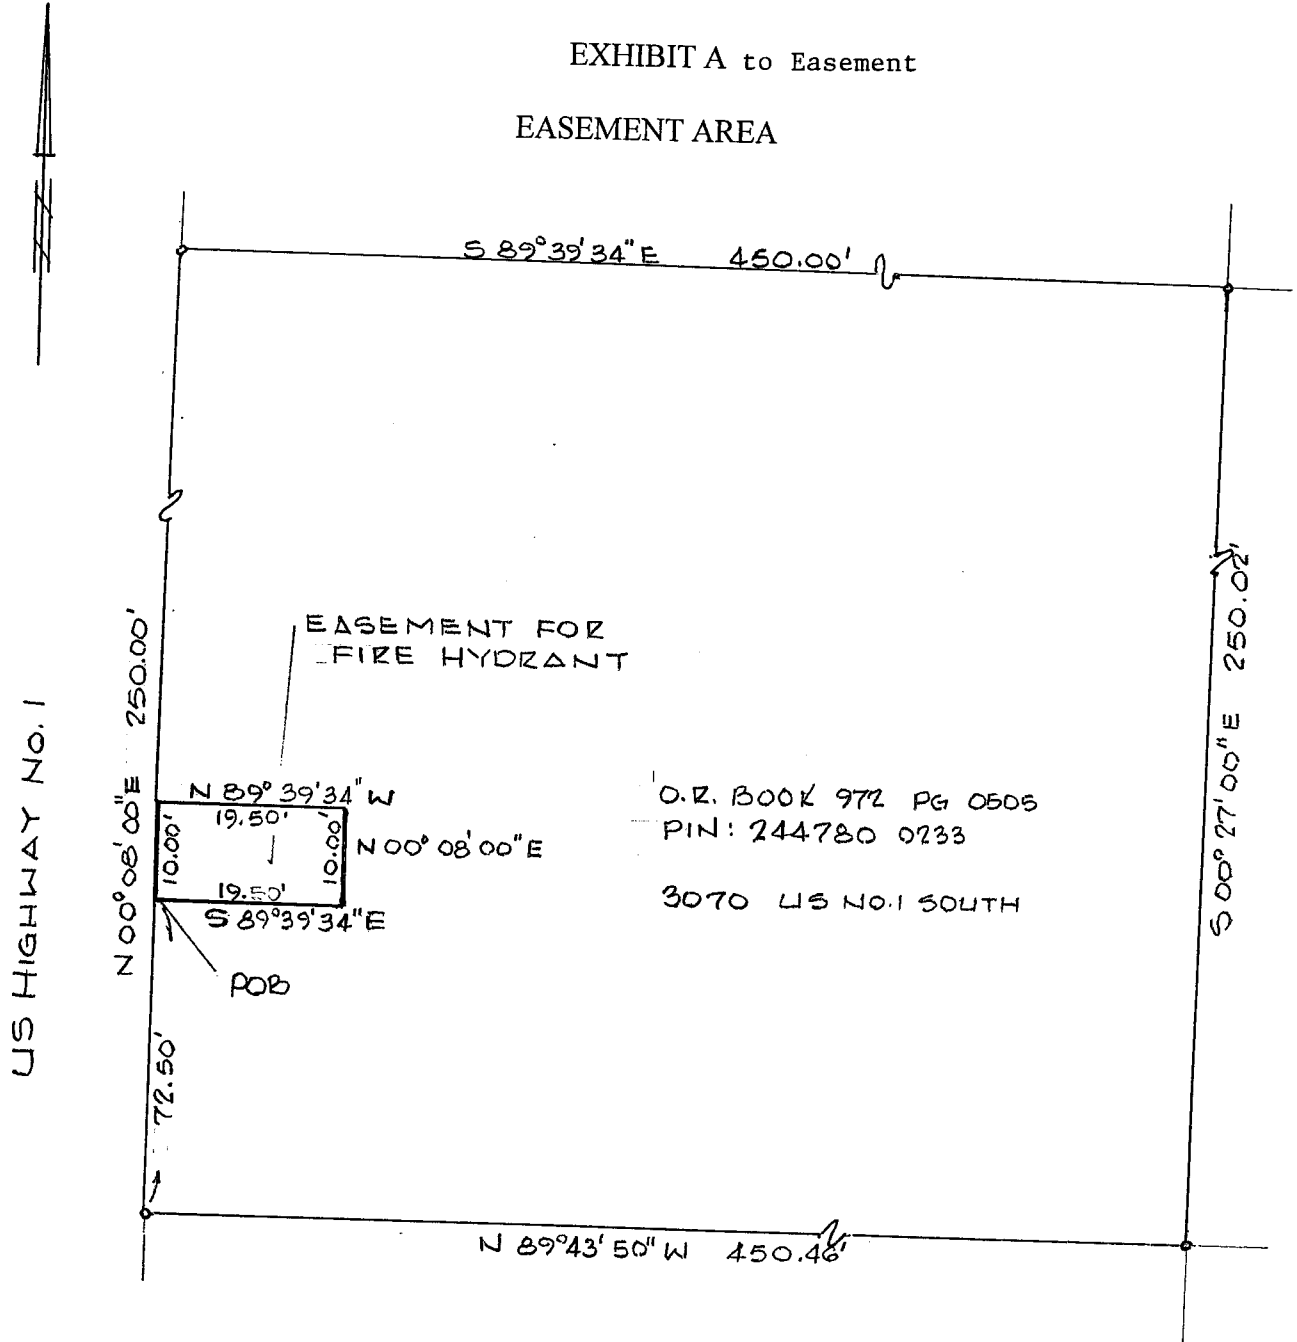 EXHIBIT A to Easement
EASEMENT AREA
N
S 89°39'34"E 450.00'
EASEMENT FOR
FIRE HYDRANT
N 00°08'00"E 250.00'
S 00°27'00"E 250.02'
US HIGHWAY No. 1
N 89°39'34"W
19.50'
10.00'
10.00'
N 00°08'00"E
19.50'
S 89°39'34"E
POB
O.R. BOOK 972 PG 0505
PIN: 244780 0233
3070 US NO.1 SOUTH
72.50'
N 89°43'50"W 450.46'